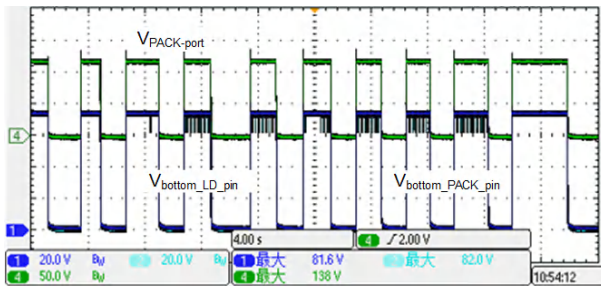 VPACK-port
4
Vbottom_LD_pin
Vbottom_PACK_pin
1
4.00 s
4 2.00 V
1 20.0 V BW 20.0 V BW
4 50.0 V BW
1 最大 81.6 V 最大 82.0 V
4 最大 138 V
10:54:12